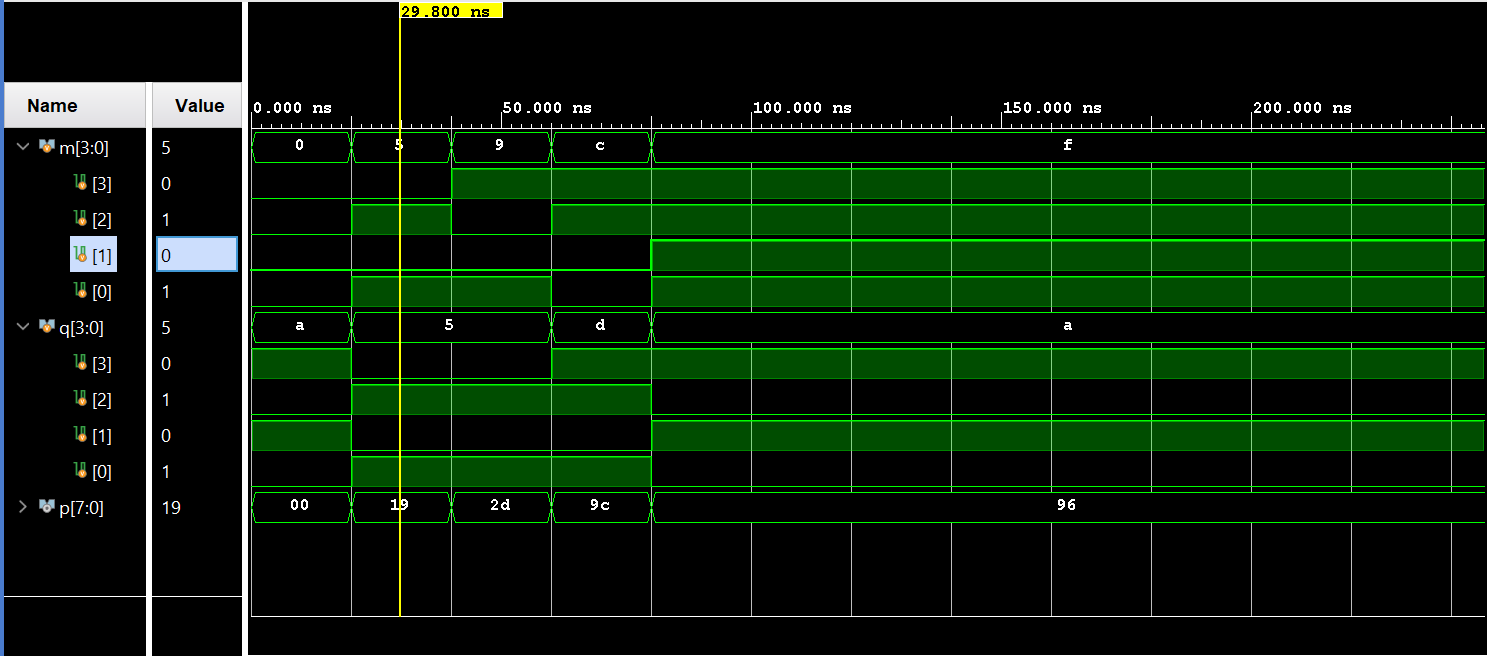 29.800 ns
Name Value
0.000 ns 50.000 ns 100.000 ns 150.000 ns 200.000 ns
m[3:0] 5 0 5 9 c f
[3] 0
[2] 1
[1] 0
[0] 1
q[3:0] 5 a 5 d a
[3] 0
[2] 1
[1] 0
[0] 1
p[7:0] 19 00 19 2d 9c 96